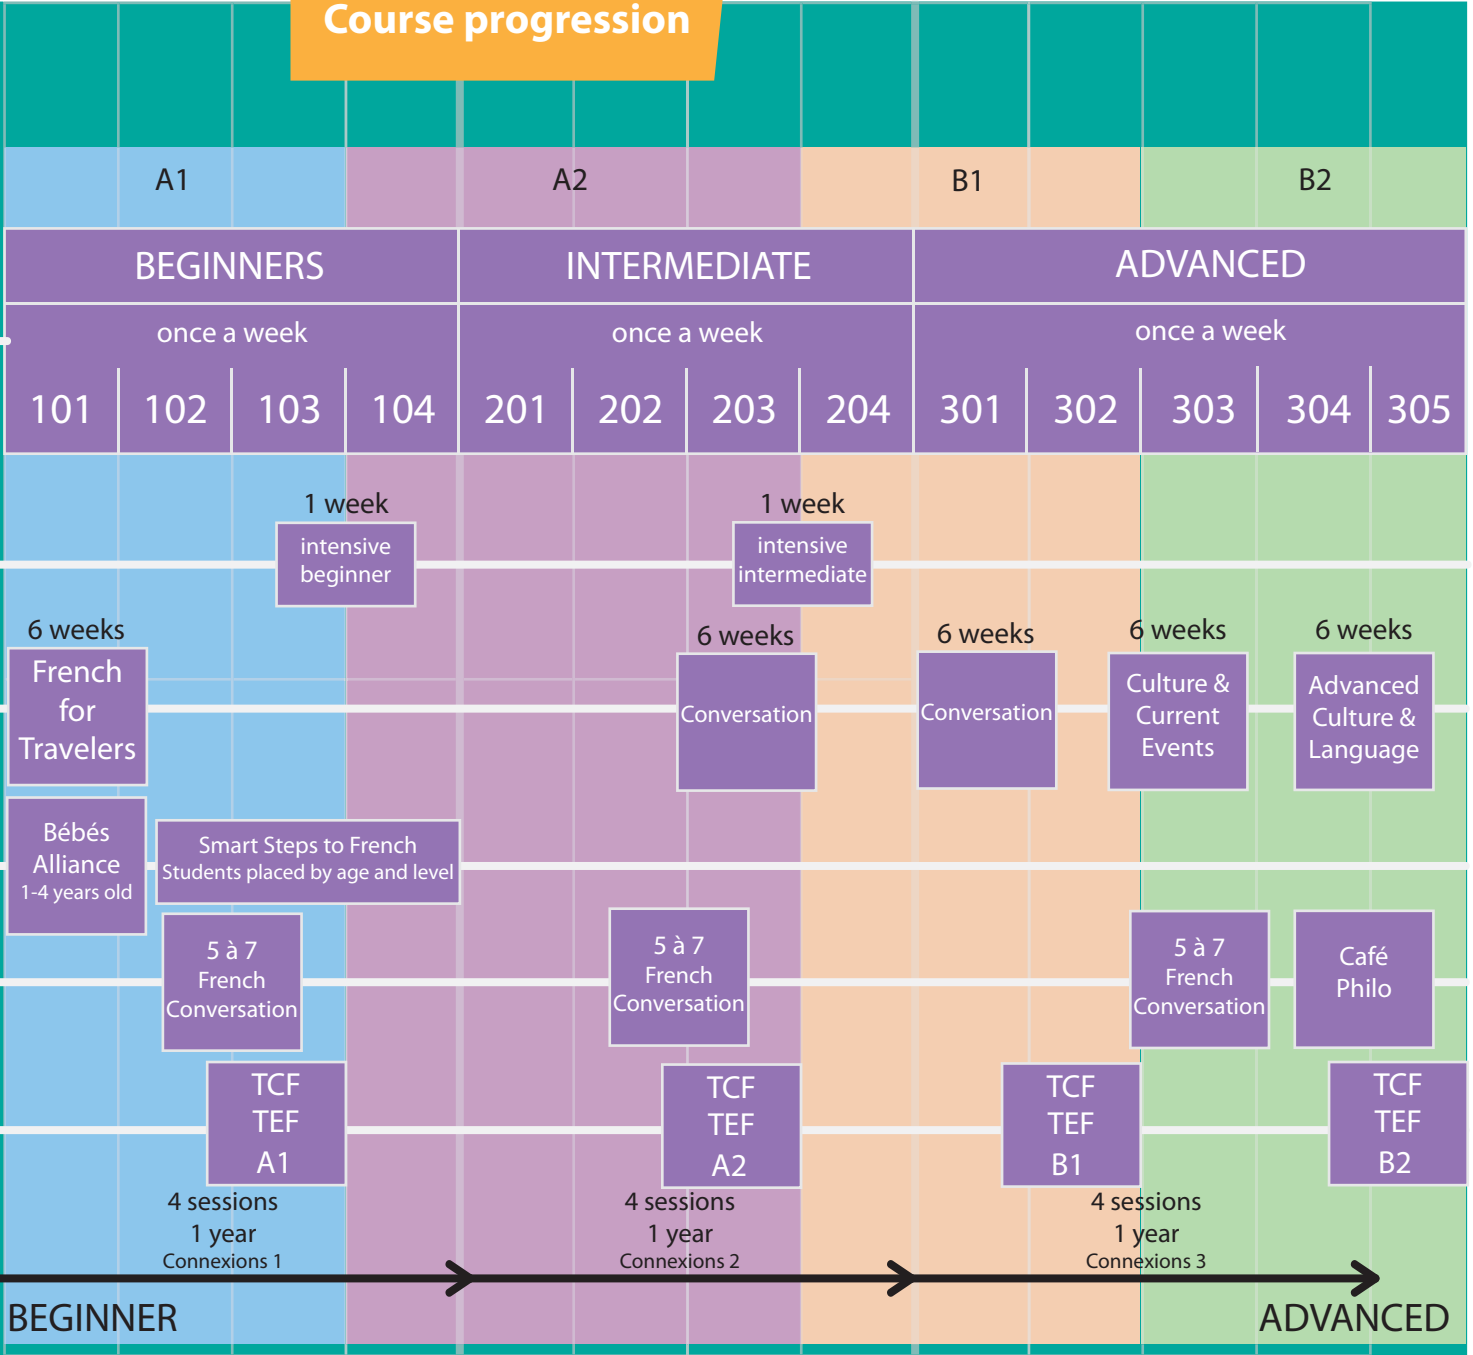 Course progression
A1
A2
B1
B2
BEGINNERS
INTERMEDIATE
ADVANCED
once a week
once a week
once a week
101
102
103
104
201
202
203
204
301
302
303
304
305
1 week
intensive
beginner
1 week
intensive
intermediate
6 weeks
French
for
Travelers
6 weeks
Conversation
6 weeks
Conversation
6 weeks
Culture &
Current
Events
6 weeks
Advanced
Culture &
Language
Bébés
Alliance
1-4 years old
Smart Steps to French
Students placed by age and level
5 à 7
French
Conversation
5 à 7
French
Conversation
5 à 7
French
Conversation
Café
Philo
TCF
TEF
A1
TCF
TEF
A2
TCF
TEF
B1
TCF
TEF
B2
4 sessions
1 year
Connexions 1
4 sessions
1 year
Connexions 2
4 sessions
1 year
Connexions 3
BEGINNER
ADVANCED